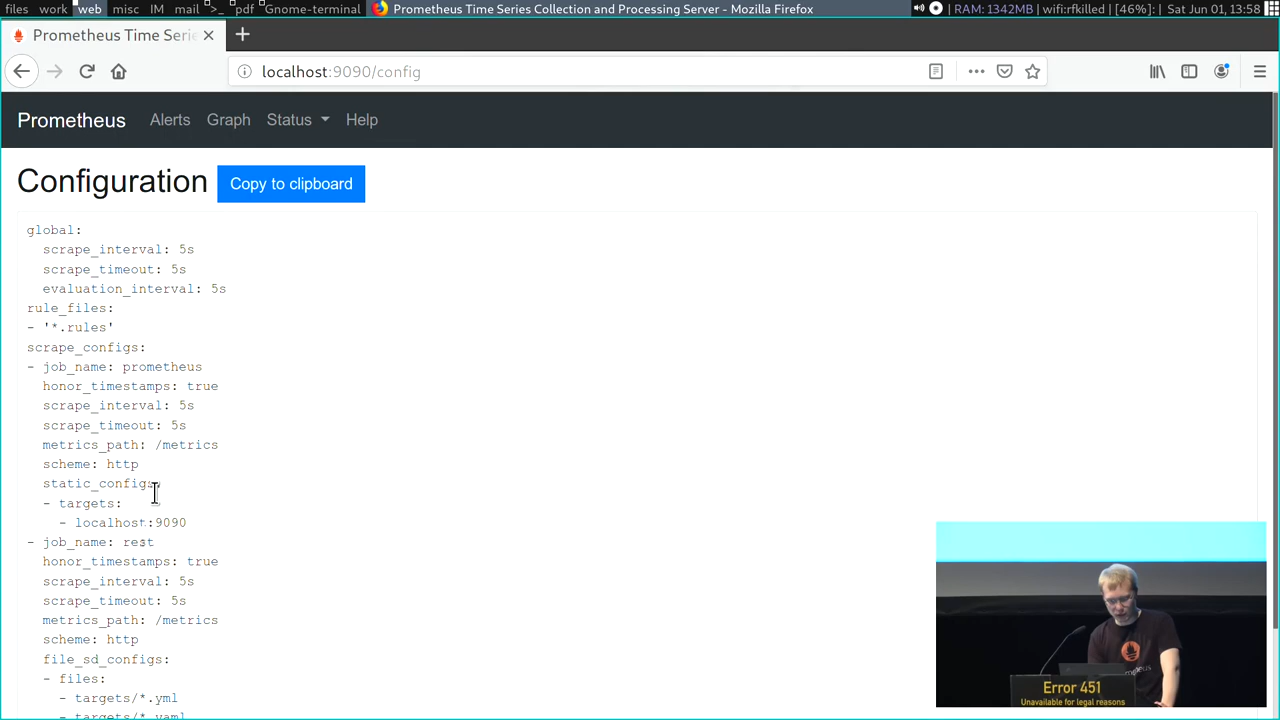 files work web misc IM mail >_ pdf Gnome-terminal Prometheus Time Series Collection and Processing Server - Mozilla Firefox | RAM: 1342MB | wifi:rfkilled | [46%]: | Sat Jun 01, 13:58
Prometheus Time Serie
localhost:9090/config
Prometheus Alerts Graph Status Help
Configuration Copy to clipboard
global:
  scrape_interval: 5s
  scrape_timeout: 5s
  evaluation_interval: 5s
rule_files:
- '*.rules'
scrape_configs:
- job_name: prometheus
  honor_timestamps: true
  scrape_interval: 5s
  scrape_timeout: 5s
  metrics_path: /metrics
  scheme: http
  static_configs:
  - targets:
    - localhost:9090
- job_name: rest
  honor_timestamps: true
  scrape_interval: 5s
  scrape_timeout: 5s
  metrics_path: /metrics
  scheme: http
  file_sd_configs:
  - files:
    - targets/*.yml
    - targets/*.yaml
Error 451
Unavailable for legal reasons